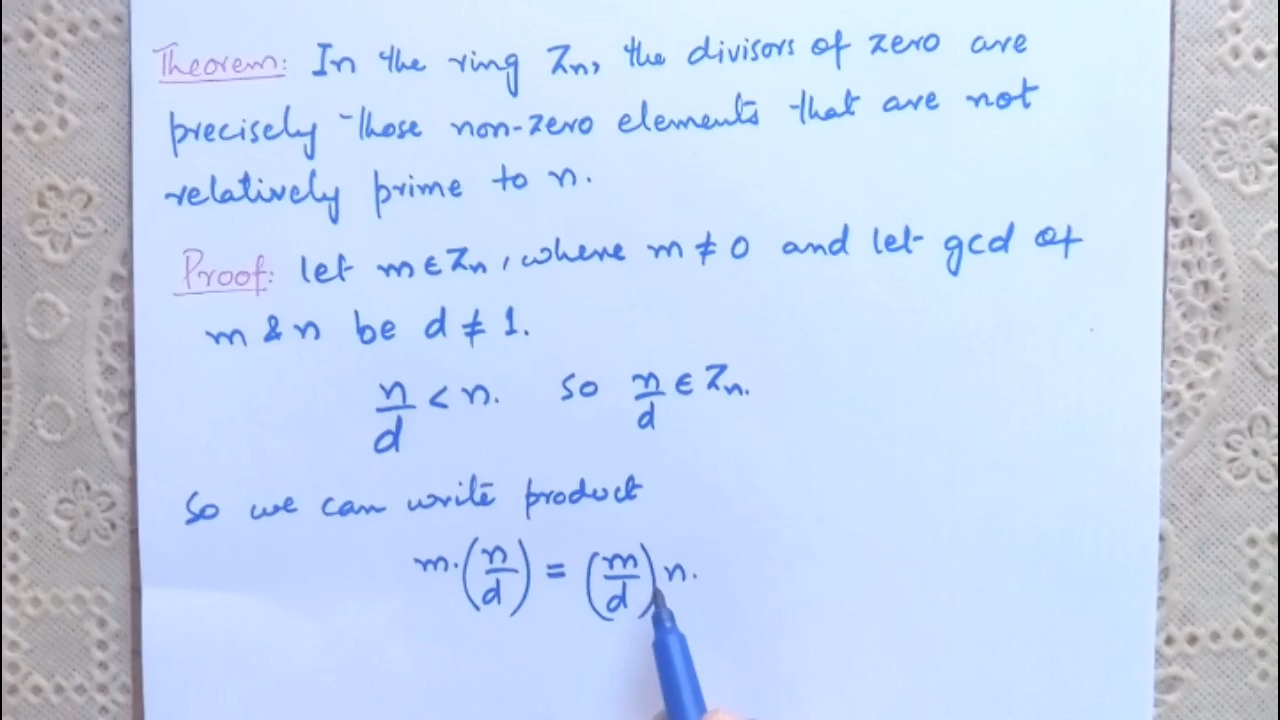 Theorem: In the ring Zn, the divisors of zero are
precisely those non-zero elements that are not
relatively prime to n.
Proof: let m ∈ Zn, where m ≠ 0 and let gcd of
m & n be d ≠ 1.
n/d < n. So n/d ∈ Zn.
So we can write product
m·(n/d) = (m/d)n.